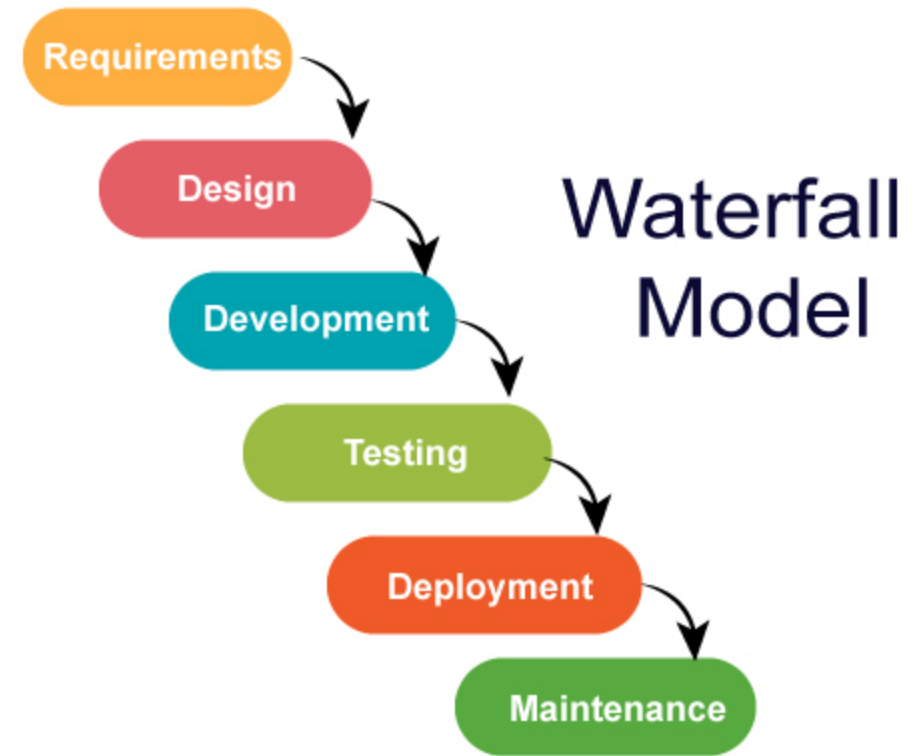 Requirements
Design
Waterfall
Model
Development
Testing
Deployment
Maintenance